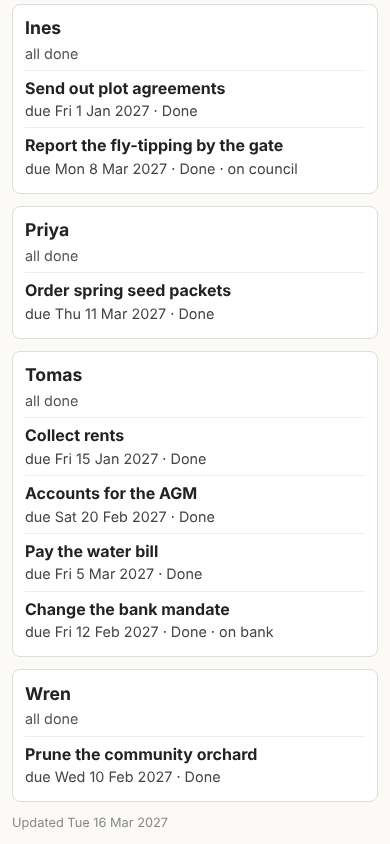 Ines
all done
Send out plot agreements
due Fri 1 Jan 2027 · Done
Report the fly-tipping by the gate
due Mon 8 Mar 2027 · Done · on council
Priya
all done
Order spring seed packets
due Thu 11 Mar 2027 · Done
Tomas
all done
Collect rents
due Fri 15 Jan 2027 · Done
Accounts for the AGM
due Sat 20 Feb 2027 · Done
Pay the water bill
due Fri 5 Mar 2027 · Done
Change the bank mandate
due Fri 12 Feb 2027 · Done · on bank
Wren
all done
Prune the community orchard
due Wed 10 Feb 2027 · Done
Updated Tue 16 Mar 2027